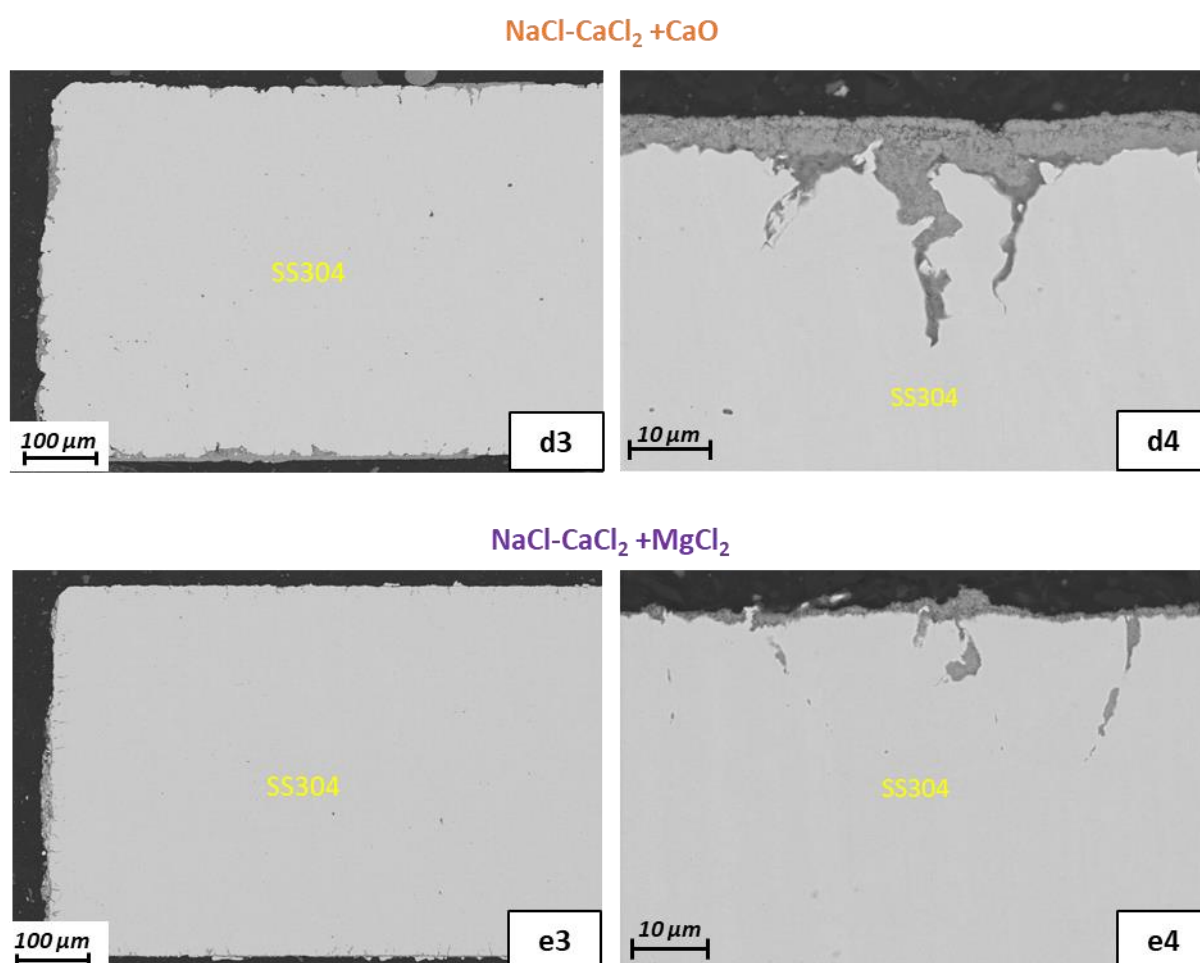 NaCl-CaCl₂ +CaO
SS304
SS304
100 µm
d3
10 µm
d4
NaCl-CaCl₂ +MgCl₂
SS304
SS304
100 µm
e3
10 µm
e4